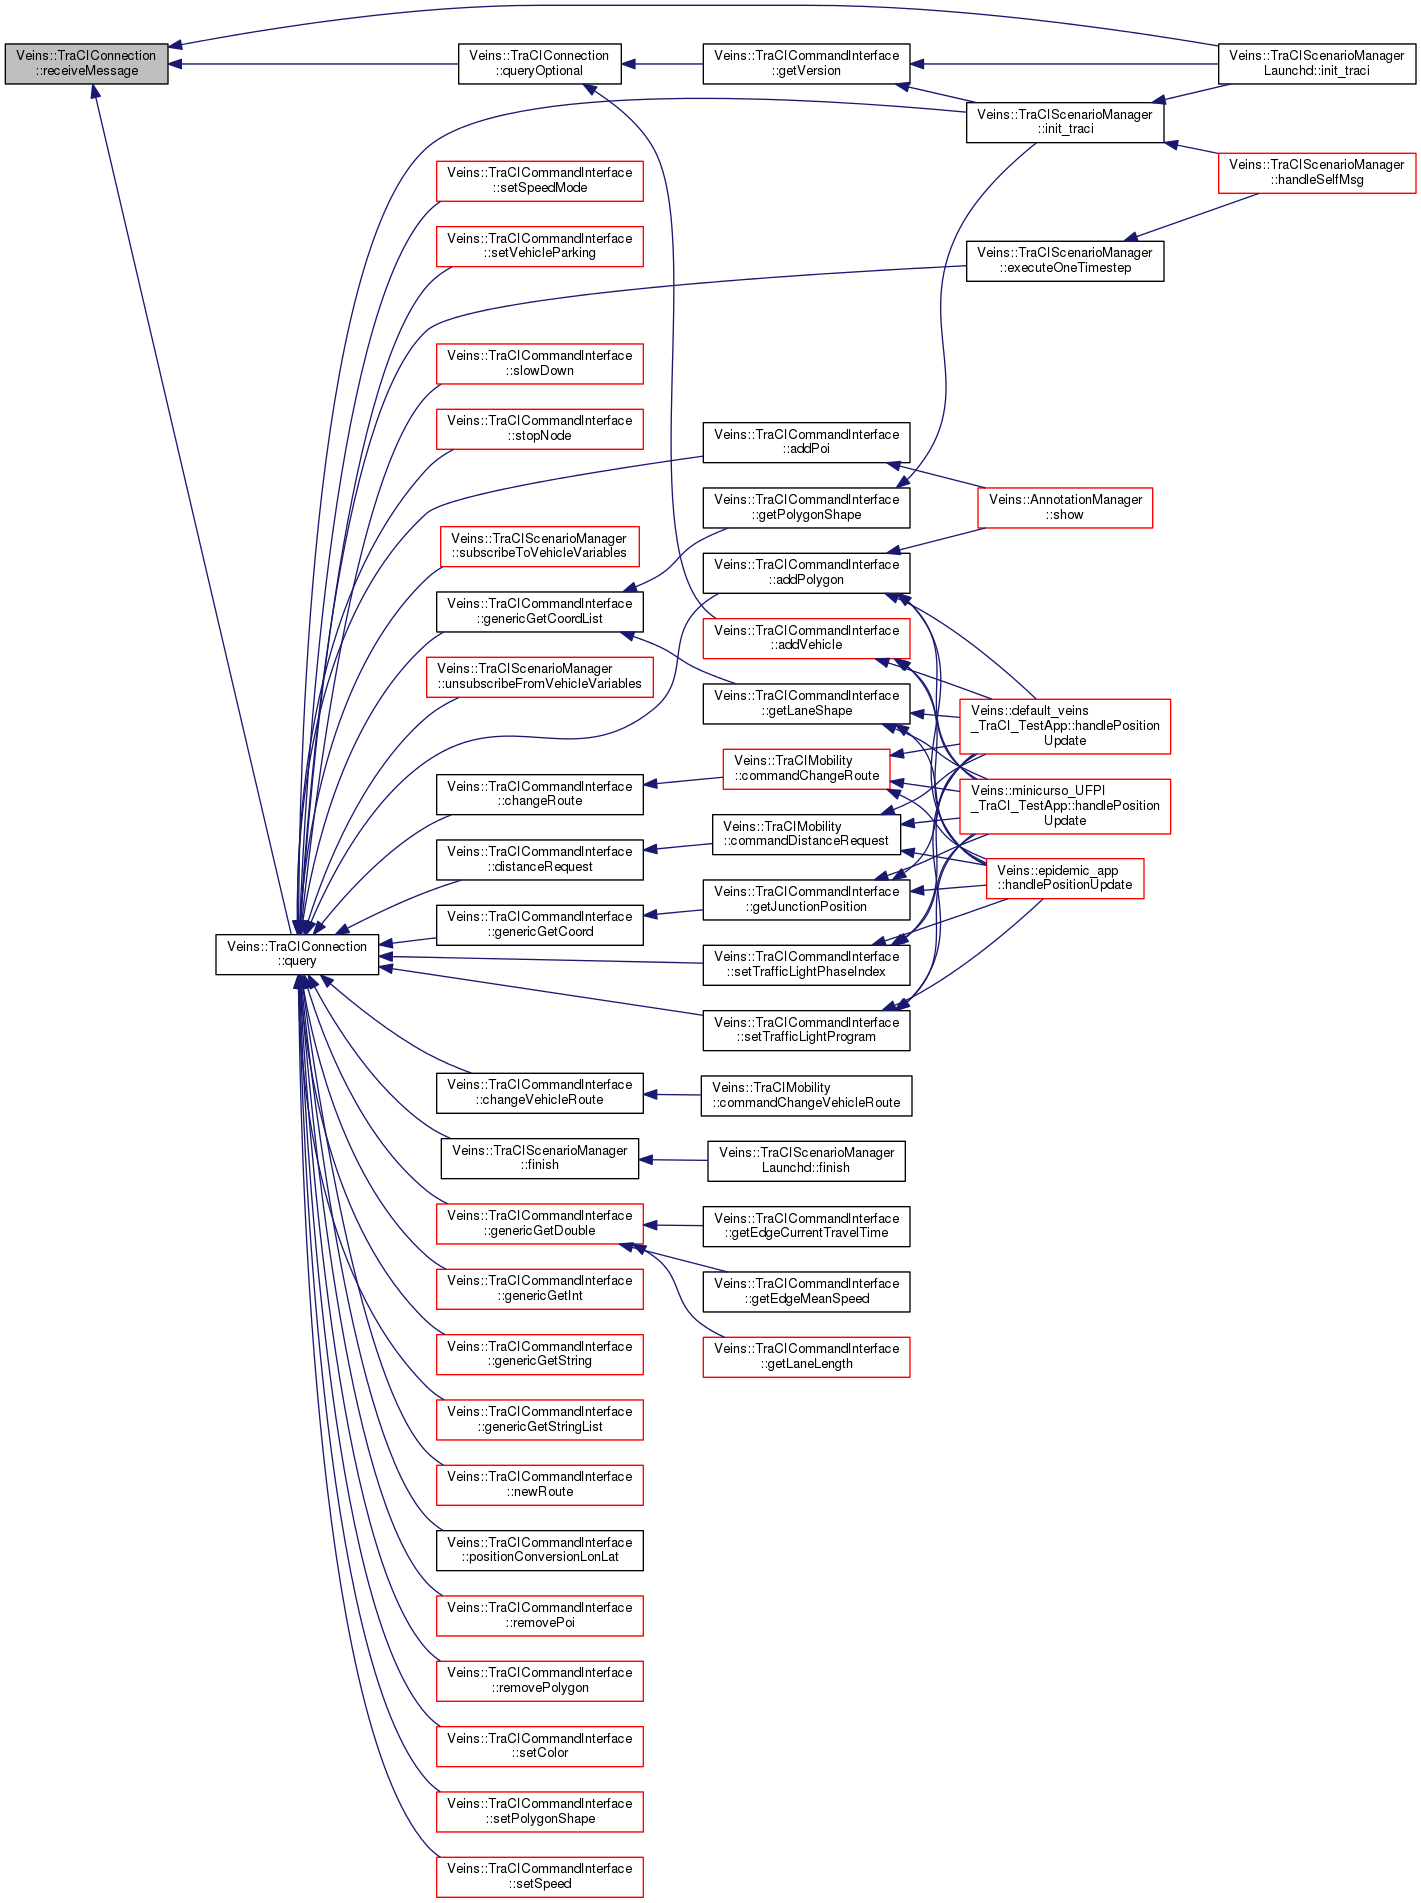 Veins::TraCIConnection
::receiveMessage
Veins::TraCIConnection
::queryOptional
Veins::TraCICommandInterface
::getVersion
Veins::TraCIScenarioManager
Launchd::init_traci
Veins::TraCIScenarioManager
::init_traci
Veins::TraCIScenarioManager
::handleSelfMsg
Veins::TraCICommandInterface
::setSpeedMode
Veins::TraCICommandInterface
::setVehicleParking
Veins::TraCIScenarioManager
::executeOneTimestep
Veins::TraCICommandInterface
::slowDown
Veins::TraCICommandInterface
::stopNode
Veins::TraCICommandInterface
::addPoi
Veins::TraCICommandInterface
::getPolygonShape
Veins::AnnotationManager
::show
Veins::TraCIScenarioManager
::subscribeToVehicleVariables
Veins::TraCICommandInterface
::addPolygon
Veins::TraCICommandInterface
::genericGetCoordList
Veins::TraCICommandInterface
::addVehicle
Veins::TraCIScenarioManager
::unsubscribeFromVehicleVariables
Veins::TraCICommandInterface
::getLaneShape
Veins::default_veins
_TraCI_TestApp::handlePosition
Update
Veins::TraCICommandInterface
::changeRoute
Veins::TraCIMobility
::commandChangeRoute
Veins::minicurso_UFPI
_TraCI_TestApp::handlePosition
Update
Veins::TraCICommandInterface
::distanceRequest
Veins::TraCIMobility
::commandDistanceRequest
Veins::epidemic_app
::handlePositionUpdate
Veins::TraCICommandInterface
::genericGetCoord
Veins::TraCICommandInterface
::getJunctionPosition
Veins::TraCIConnection
::query
Veins::TraCICommandInterface
::setTrafficLightPhaseIndex
Veins::TraCICommandInterface
::setTrafficLightProgram
Veins::TraCICommandInterface
::changeVehicleRoute
Veins::TraCIMobility
::commandChangeVehicleRoute
Veins::TraCIScenarioManager
::finish
Veins::TraCIScenarioManager
Launchd::finish
Veins::TraCICommandInterface
::genericGetDouble
Veins::TraCICommandInterface
::getEdgeCurrentTravelTime
Veins::TraCICommandInterface
::genericGetInt
Veins::TraCICommandInterface
::getEdgeMeanSpeed
Veins::TraCICommandInterface
::genericGetString
Veins::TraCICommandInterface
::getLaneLength
Veins::TraCICommandInterface
::genericGetStringList
Veins::TraCICommandInterface
::newRoute
Veins::TraCICommandInterface
::positionConversionLonLat
Veins::TraCICommandInterface
::removePoi
Veins::TraCICommandInterface
::removePolygon
Veins::TraCICommandInterface
::setColor
Veins::TraCICommandInterface
::setPolygonShape
Veins::TraCICommandInterface
::setSpeed